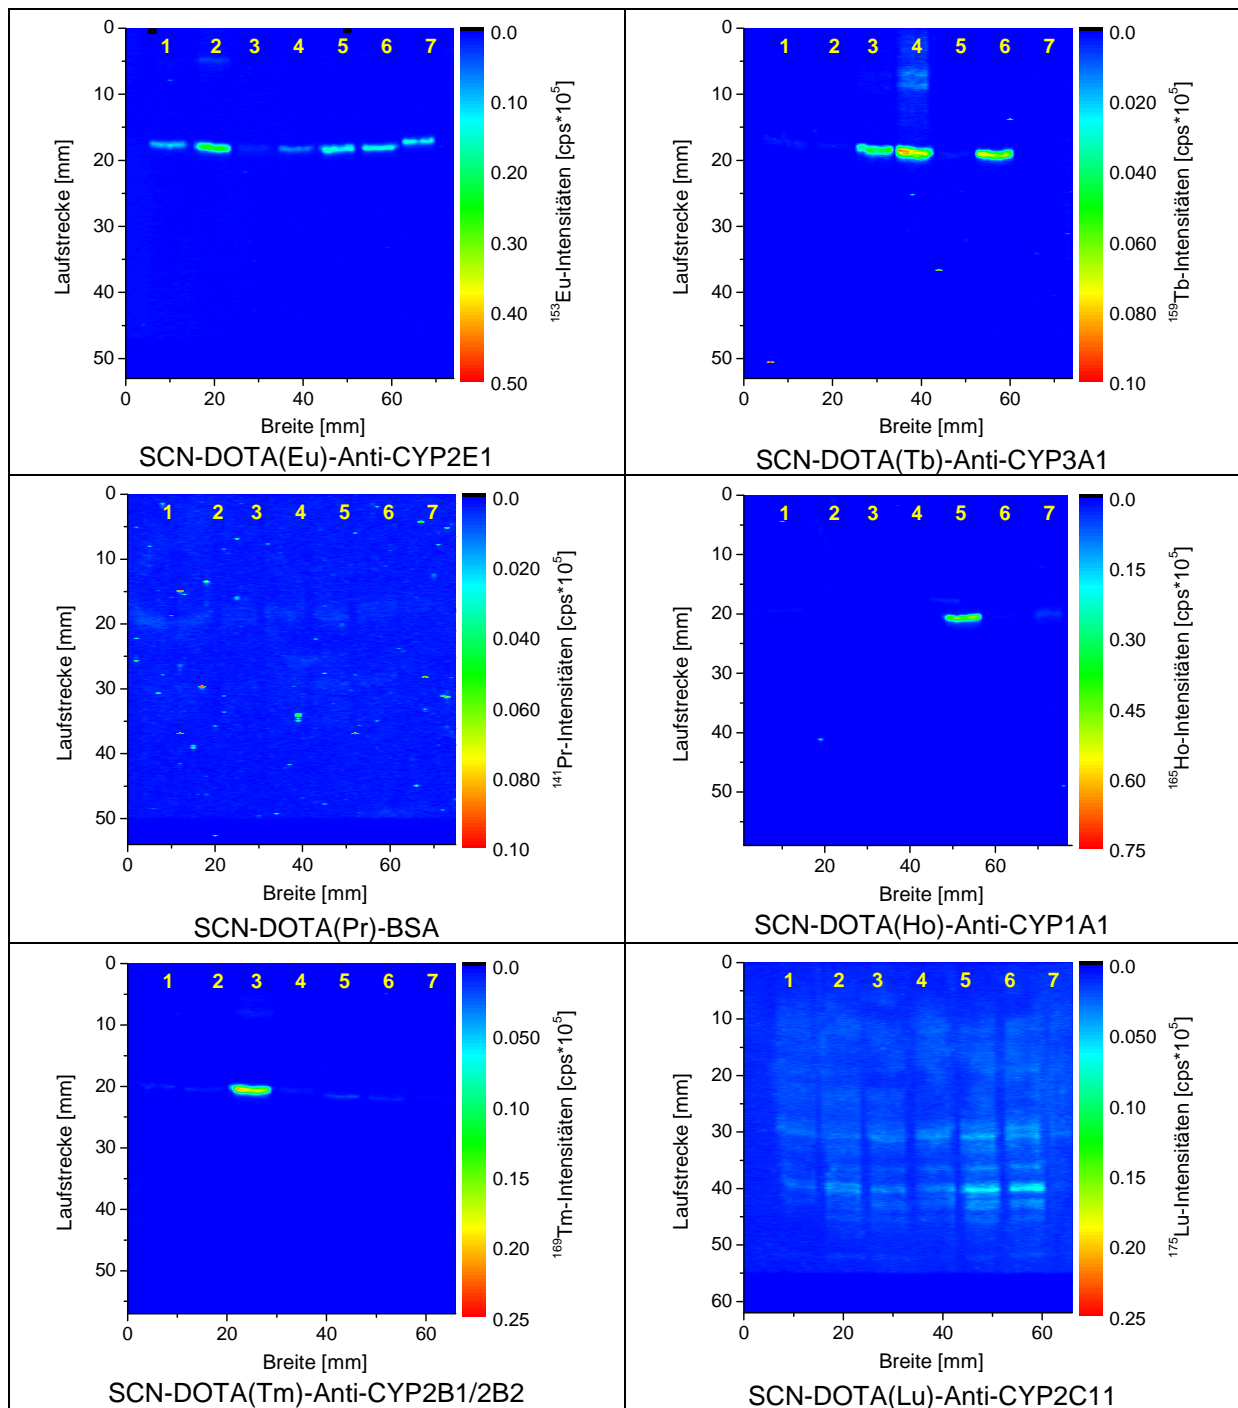 1 2 3 4 5 6 7
0
10
20
30
40
50
Laufstrecke [mm]
0 20 40 60
Breite [mm]
0.0
0.10
0.20
0.30
0.40
0.50
¹⁵³Eu-Intensitäten [cps*10⁵]
SCN-DOTA(Eu)-Anti-CYP2E1
1 2 3 4 5 6 7
0
10
20
30
40
50
Laufstrecke [mm]
0 20 40 60
Breite [mm]
0.0
0.020
0.040
0.060
0.080
0.10
¹⁵⁹Tb-Intensitäten [cps*10⁵]
SCN-DOTA(Tb)-Anti-CYP3A1
1 2 3 4 5 6 7
0
10
20
30
40
50
Laufstrecke [mm]
0 20 40 60
Breite [mm]
0.0
0.020
0.040
0.060
0.080
0.10
¹⁴¹Pr-Intensitäten [cps*10⁵]
SCN-DOTA(Pr)-BSA
1 2 3 4 5 6 7
0
10
20
30
40
50
Laufstrecke [mm]
20 40 60
Breite [mm]
0.0
0.15
0.30
0.45
0.60
0.75
¹⁶⁵Ho-Intensitäten [cps*10⁵]
SCN-DOTA(Ho)-Anti-CYP1A1
1 2 3 4 5 6 7
0
10
20
30
40
50
Laufstrecke [mm]
0 20 40 60
Breite [mm]
0.0
0.050
0.10
0.15
0.20
0.25
¹⁶⁹Tm-Intensitäten [cps*10⁵]
SCN-DOTA(Tm)-Anti-CYP2B1/2B2
1 2 3 4 5 6 7
0
10
20
30
40
50
60
Laufstrecke [mm]
0 20 40 60
Breite [mm]
0.0
0.050
0.10
0.15
0.20
0.25
¹⁷⁵Lu-Intensitäten [cps*10⁵]
SCN-DOTA(Lu)-Anti-CYP2C11